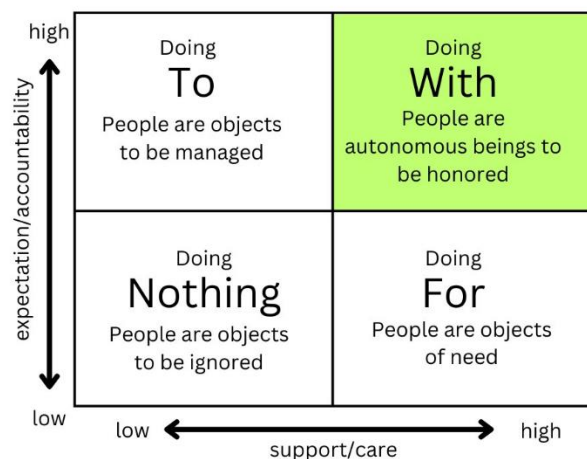 high
Doing
To
People are objects
to be managed
Doing
With
People are
autonomous beings to
be honored
expectation/accountability
Doing
Nothing
People are objects
to be ignored
Doing
For
People are objects
of need
low
low
high
support/care